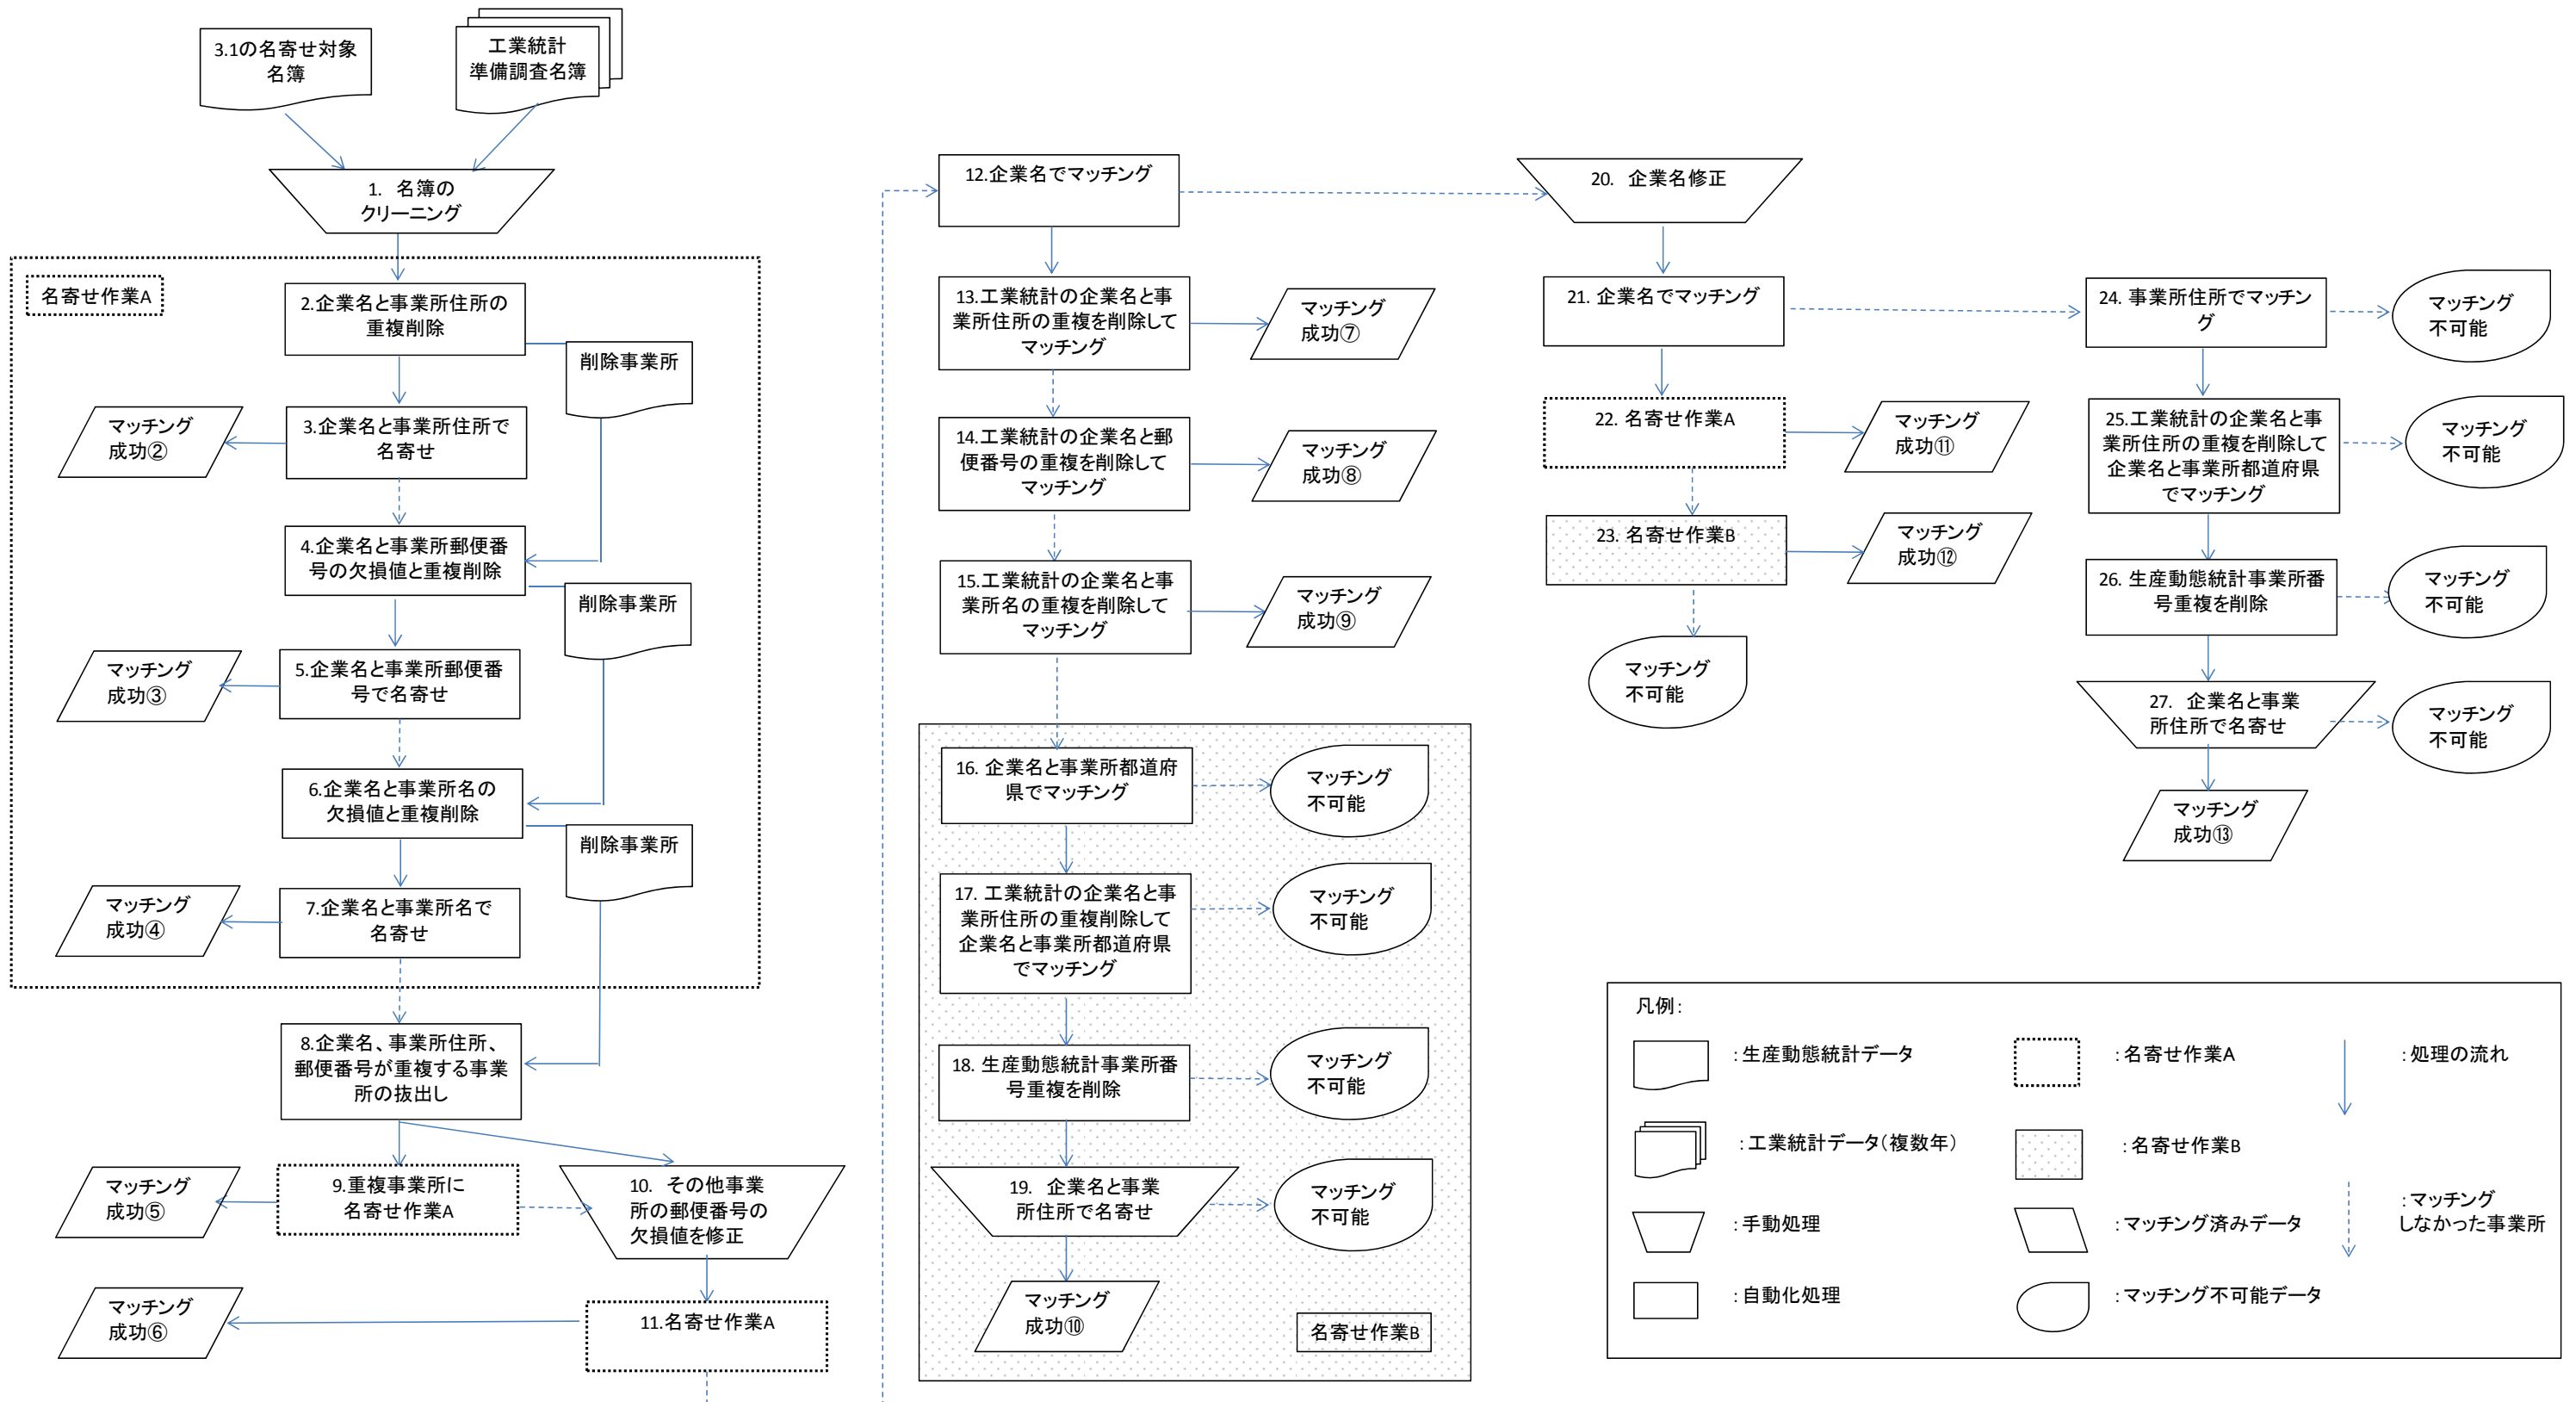 3.1の名寄せ対象
名簿
工業統計
準備調査名簿
1. 名簿の
クリーニング
名寄せ作業A
2.企業名と事業所住所の
重複削除
削除事業所
3.企業名と事業所住所で
名寄せ
マッチング
成功②
4.企業名と事業所郵便番
号の欠損値と重複削除
削除事業所
5.企業名と事業所郵便番
号で名寄せ
マッチング
成功③
6.企業名と事業所名の
欠損値と重複削除
削除事業所
7.企業名と事業所名で
名寄せ
マッチング
成功④
8.企業名、事業所住所、
郵便番号が重複する事業
所の抜出し
9.重複事業所に
名寄せ作業A
マッチング
成功⑤
10. その他事業
所の郵便番号の
欠損値を修正
11.名寄せ作業A
マッチング
成功⑥
12.企業名でマッチング
13.工業統計の企業名と事
業所住所の重複を削除して
マッチング
マッチング
成功⑦
14.工業統計の企業名と郵
便番号の重複を削除して
マッチング
マッチング
成功⑧
15.工業統計の企業名と事
業所名の重複を削除して
マッチング
マッチング
成功⑨
16. 企業名と事業所都道府
県でマッチング
マッチング
不可能
17. 工業統計の企業名と事
業所住所の重複削除して
企業名と事業所都道府県
でマッチング
マッチング
不可能
18. 生産動態統計事業所番
号重複を削除
マッチング
不可能
19. 企業名と事業
所住所で名寄せ
マッチング
不可能
マッチング
成功⑩
名寄せ作業B
20. 企業名修正
21. 企業名でマッチング
22. 名寄せ作業A
マッチング
成功⑪
23. 名寄せ作業B
マッチング
成功⑫
マッチング
不可能
24. 事業所住所でマッチン
グ
マッチング
不可能
25.工業統計の企業名と事
業所住所の重複を削除して
企業名と事業所都道府県
でマッチング
マッチング
不可能
26. 生産動態統計事業所番
号重複を削除
マッチング
不可能
27. 企業名と事業
所住所で名寄せ
マッチング
不可能
マッチング
成功⑬
凡例:
:生産動態統計データ
:工業統計データ(複数年)
:手動処理
:自動化処理
:名寄せ作業A
:名寄せ作業B
:マッチング済みデータ
:マッチング不可能データ
:処理の流れ
:マッチング
しなかった事業所